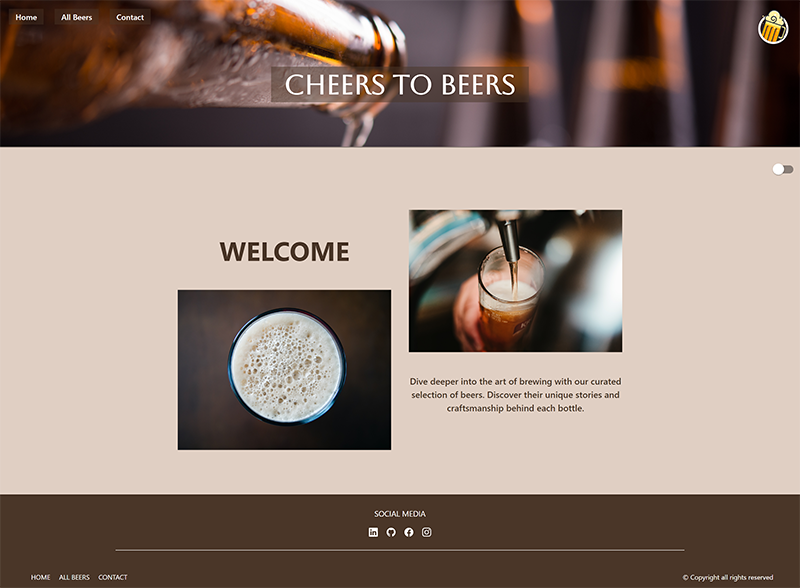 Home
All Beers
Contact
CHEERS TO BEERS
WELCOME
Dive deeper into the art of brewing with our curated
selection of beers. Discover their unique stories and
craftsmanship behind each bottle.
SOCIAL MEDIA
HOME
ALL BEERS
CONTACT
© Copyright all rights reserved